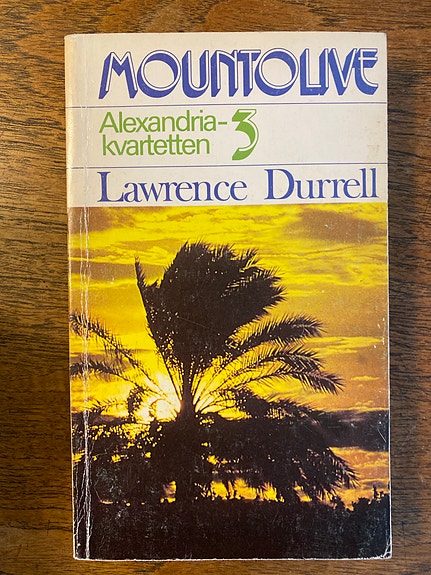 MOUNTOLIVE
Alexandria- 3
kvartetten
Lawrence Durrell